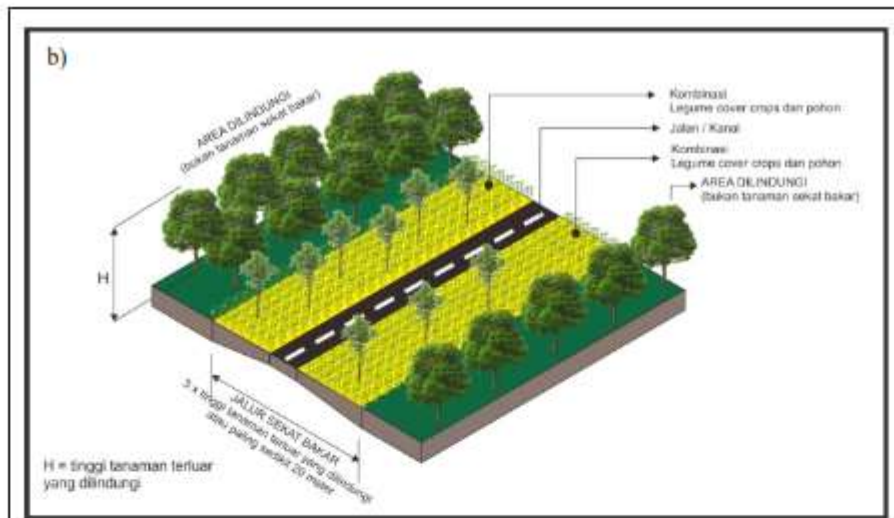 b)
AREA DILINDUNGI
(bukan tanaman sekat bakar)
Kombinasi
Legume cover crops dan pohon
Jalan / Kanal
Kombinasi
Legume cover crops dan pohon
AREA DILINDUNGI
(bukan tanaman sekat bakar)
H
JALUR SEKAT BAKAR
3 x tinggi tanaman terluar yang dilindungi
atau paling sedikit 20 meter
H = tinggi tanaman terluar
yang dilindungi